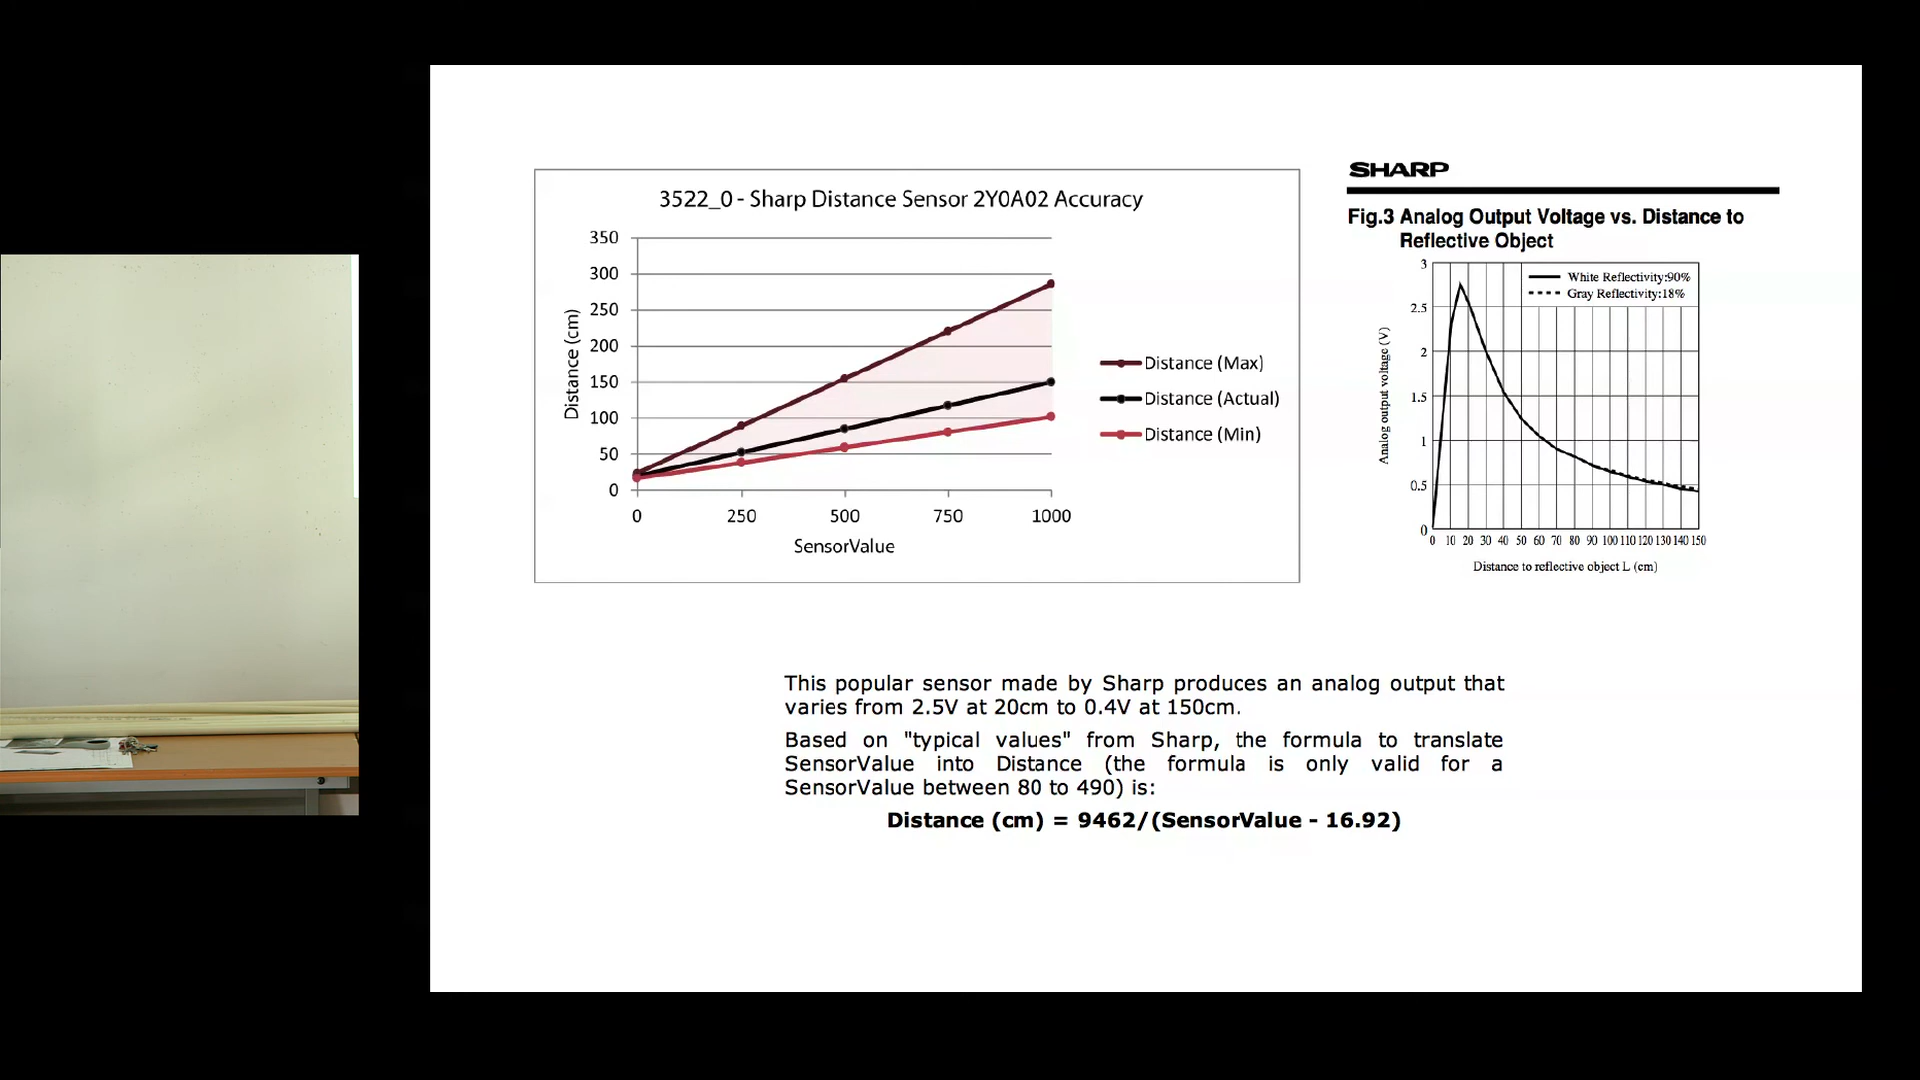 3522_0 - Sharp Distance Sensor 2Y0A02 Accuracy
350
300
250
200
150
100
50
0
Distance (cm)
0 250 500 750 1000
SensorValue
Distance (Max)
Distance (Actual)
Distance (Min)
SHARP
Fig.3 Analog Output Voltage vs. Distance to
Reflective Object
White Reflectivity:90%
Gray Reflectivity:18%
3
2.5
2
1.5
1
0.5
0
Analog output voltage (V)
0 10 20 30 40 50 60 70 80 90 100 110 120 130 140 150
Distance to reflective object L (cm)
This popular sensor made by Sharp produces an analog output that
varies from 2.5V at 20cm to 0.4V at 150cm.
Based on "typical values" from Sharp, the formula to translate
SensorValue into Distance (the formula is only valid for a
SensorValue between 80 to 490) is:
Distance (cm) = 9462/(SensorValue - 16.92)